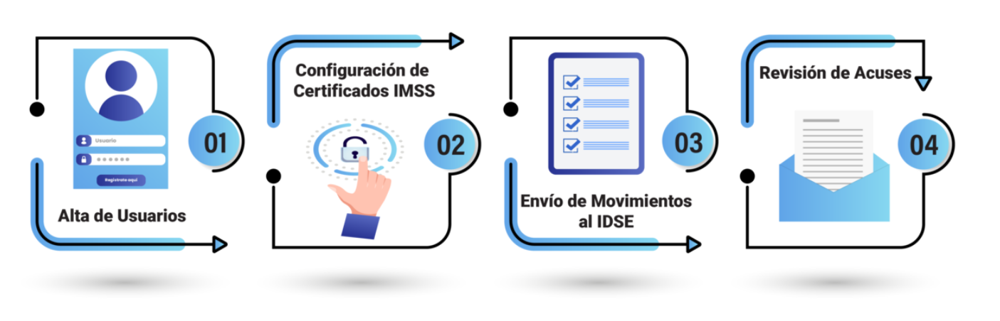 Usuario
Regístrate aquí
Alta de Usuarios
01
Configuración de
Certificados IMSS
02
Envío de Movimientos
al IDSE
03
Revisión de Acuses
04